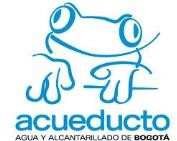 acueducto
AGUA Y ALCANTARILLADO DE BOGOTÁ